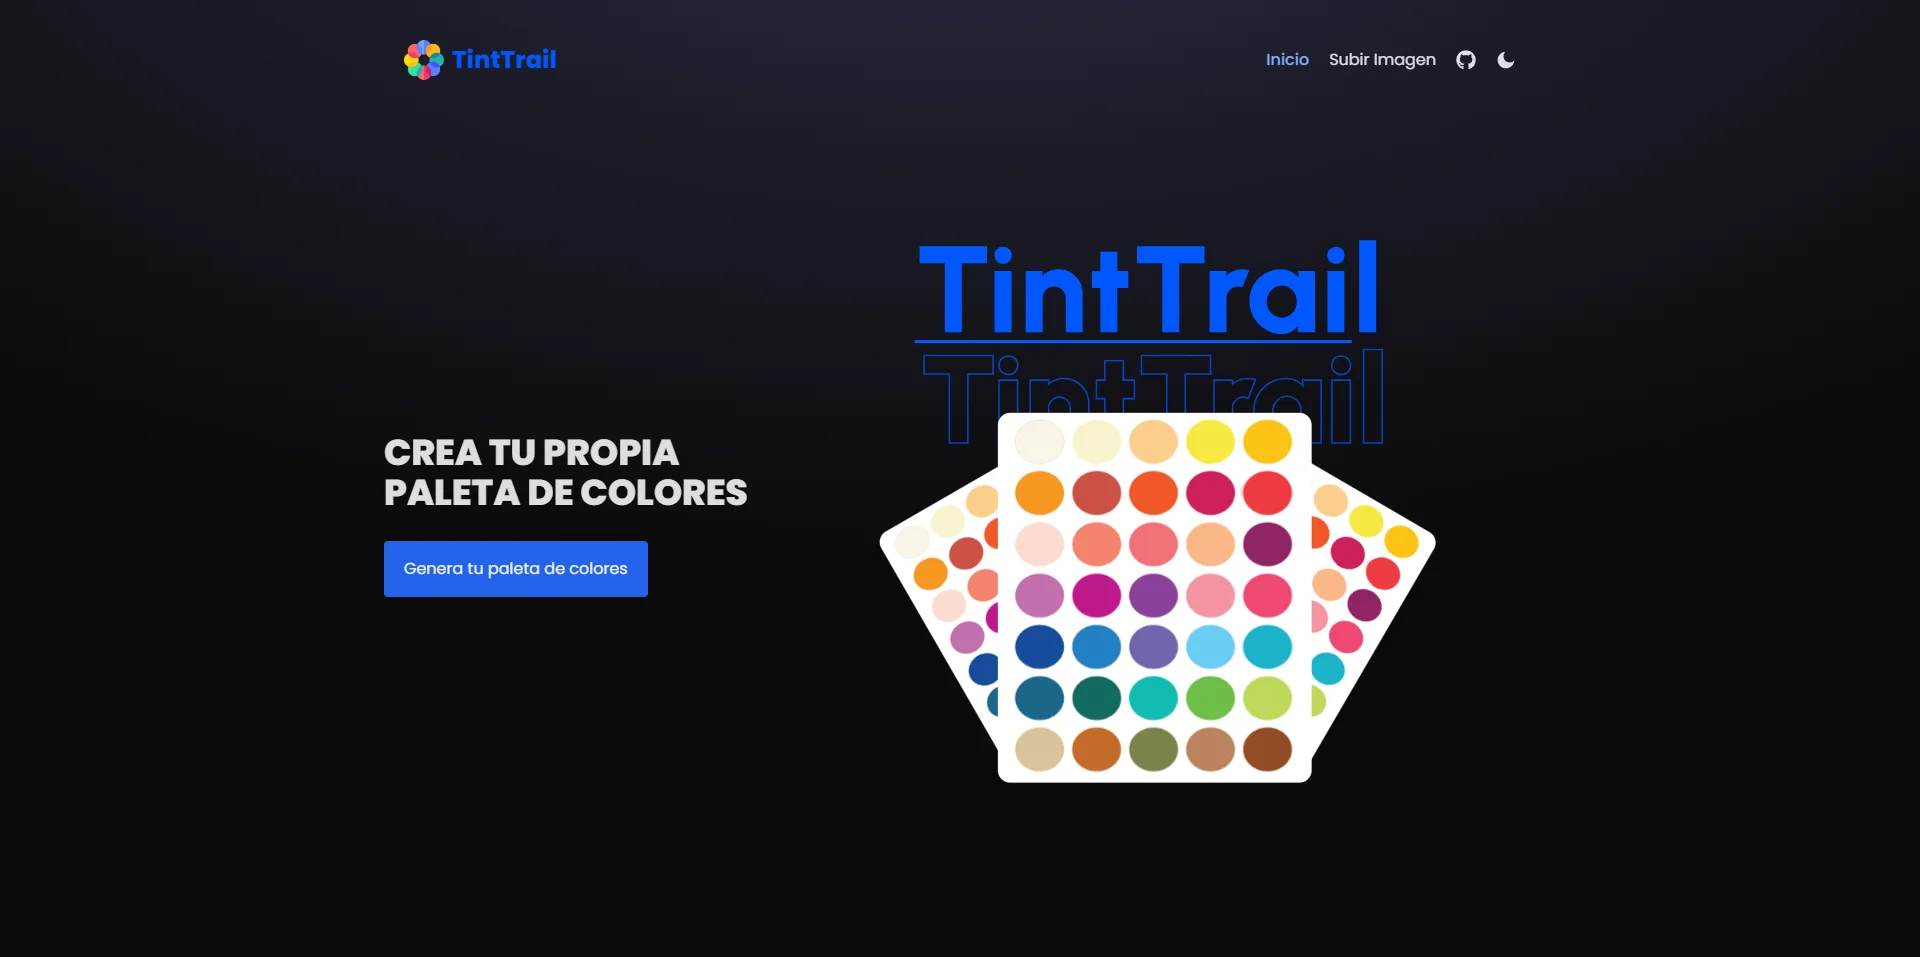 TintTrail
Inicio
Subir Imagen
TintTrail
TintTrail
CREA TU PROPIA
PALETA DE COLORES
Genera tu paleta de colores